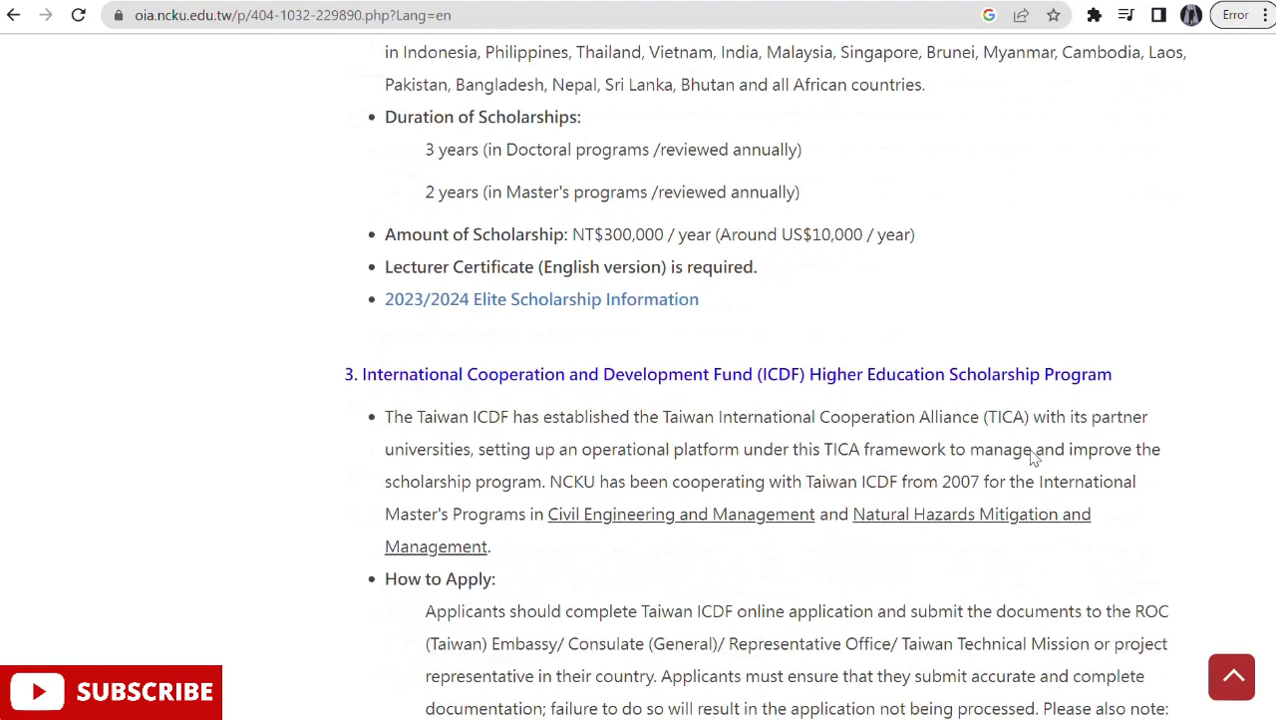 oia.ncku.edu.tw/p/404-1032-229890.php?Lang=en
Error
in Indonesia, Philippines, Thailand, Vietnam, India, Malaysia, Singapore, Brunei, Myanmar, Cambodia, Laos,
Pakistan, Bangladesh, Nepal, Sri Lanka, Bhutan and all African countries.
• Duration of Scholarships:
3 years (in Doctoral programs /reviewed annually)
2 years (in Master's programs /reviewed annually)
• Amount of Scholarship: NT$300,000 / year (Around US$10,000 / year)
• Lecturer Certificate (English version) is required.
• 2023/2024 Elite Scholarship Information
3. International Cooperation and Development Fund (ICDF) Higher Education Scholarship Program
• The Taiwan ICDF has established the Taiwan International Cooperation Alliance (TICA) with its partner
universities, setting up an operational platform under this TICA framework to manage and improve the
scholarship program. NCKU has been cooperating with Taiwan ICDF from 2007 for the International
Master's Programs in Civil Engineering and Management and Natural Hazards Mitigation and
Management.
• How to Apply:
Applicants should complete Taiwan ICDF online application and submit the documents to the ROC
(Taiwan) Embassy/ Consulate (General)/ Representative Office/ Taiwan Technical Mission or project
representative in their country. Applicants must ensure that they submit accurate and complete
documentation; failure to do so will result in the application not being processed. Please also note:
SUBSCRIBE